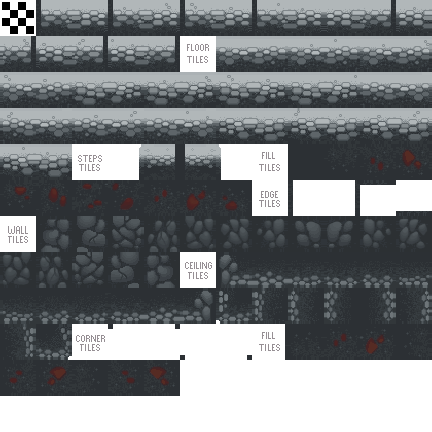 FLOOR
TILES
STEPS
TILES
FILL
TILES
EDGE
TILES
WALL
TILES
CEILING
TILES
CORNER
TILES
FILL
TILES